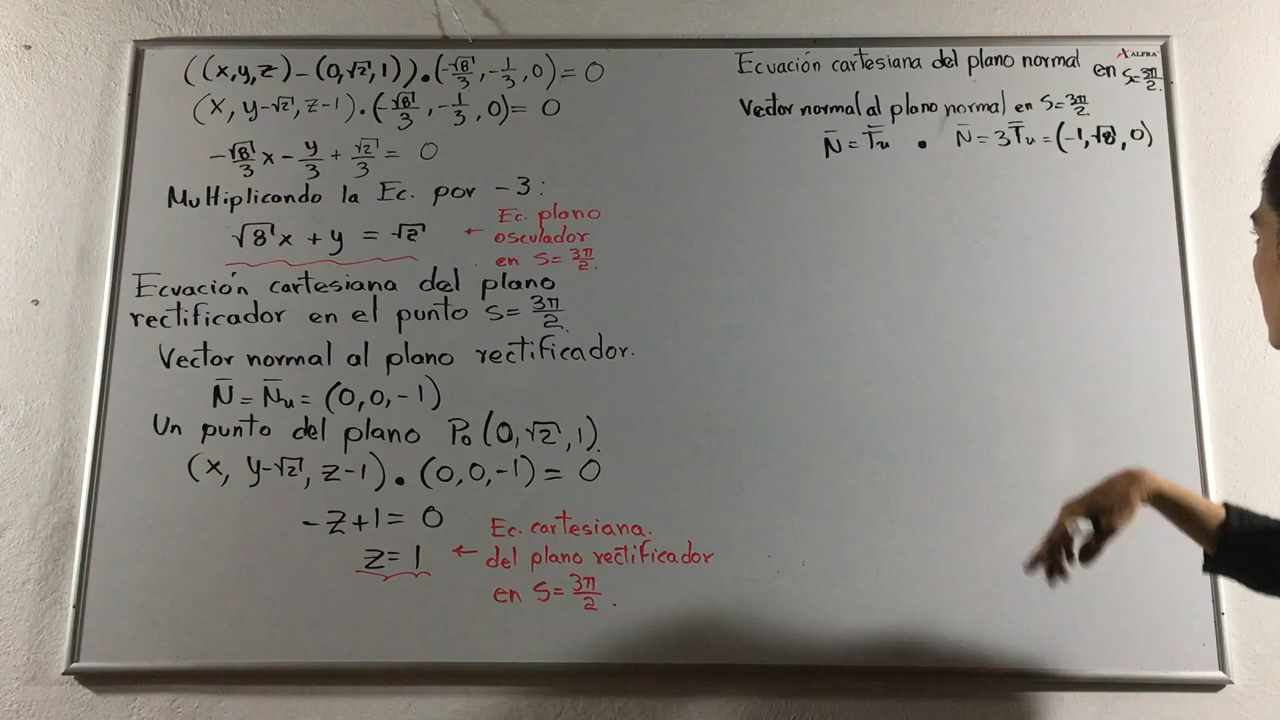 ((x,y,z) - (0,√2,1)) • (-√8/3, -1/3, 0) = 0
(x, y-√2, z-1) • (-√8/3, -1/3, 0) = 0
-√8/3 x - y/3 + √2/3 = 0
Multiplicando la Ec. por -3:
√8 x + y = √2 ← Ec. plano
osculador
en S = 3π/2.
Ecuación cartesiana del plano
rectificador en el punto S = 3π/2.
Vector normal al plano rectificador.
N̄ = N̄u = (0,0,-1)
Un punto del plano P₀(0,√2,1).
(x, y-√2, z-1) • (0,0,-1) = 0
-z+1 = 0
z = 1 ← Ec. cartesiana.
del plano rectificador
en S = 3π/2.
Ecuación cartesiana del plano normal en S=3π/2.
Vector normal al plano normal en S=3π/2.
N̄ = T̄u • N̄ = 3T̄u = (-1,√8,0)
ALFRA